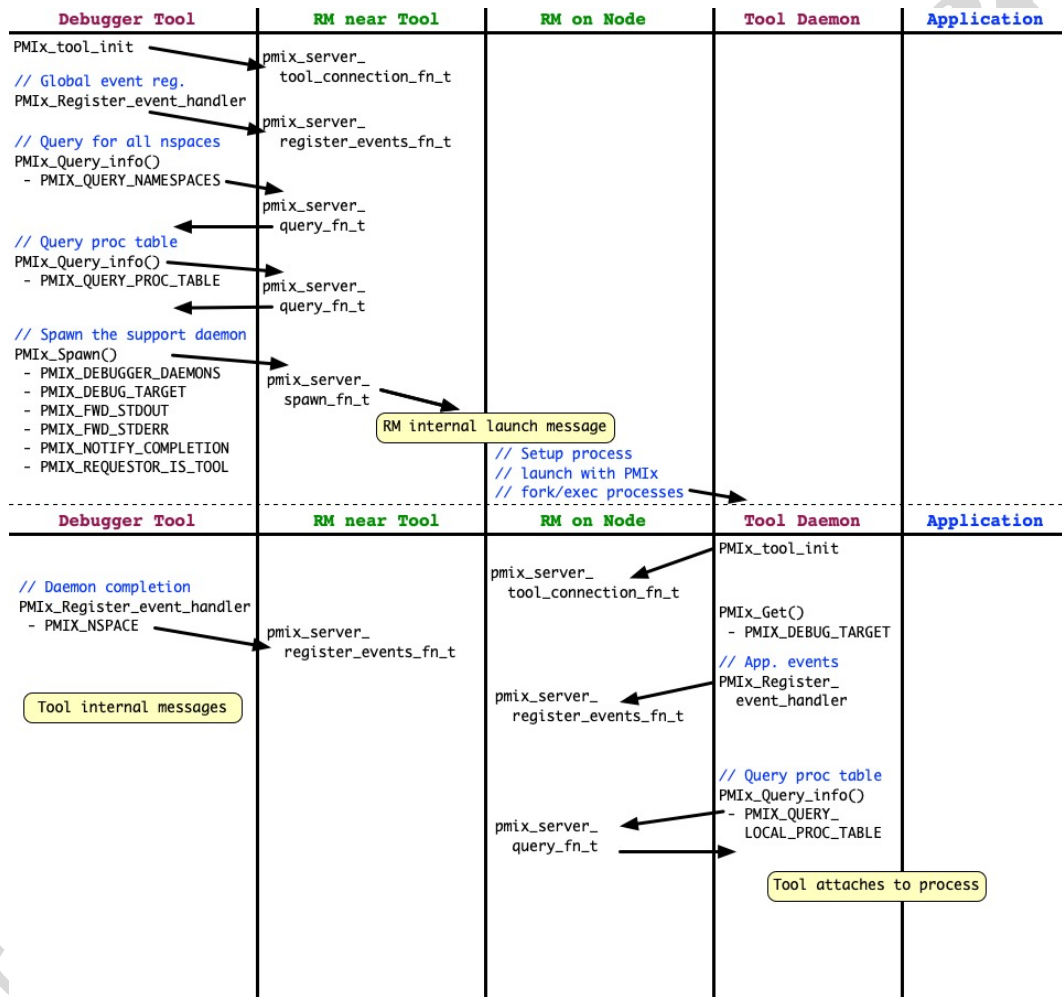 Debugger Tool RM near Tool RM on Node Tool Daemon Application
PMIx_tool_init
pmix_server_
tool_connection_fn_t
// Global event reg.
PMIx_Register_event_handler
pmix_server_
register_events_fn_t
// Query for all nspaces
PMIx_Query_info()
- PMIX_QUERY_NAMESPACES
pmix_server_
query_fn_t
// Query proc table
PMIx_Query_info()
- PMIX_QUERY_PROC_TABLE
pmix_server_
query_fn_t
// Spawn the support daemon
PMIx_Spawn()
- PMIX_DEBUGGER_DAEMONS
- PMIX_DEBUG_TARGET
- PMIX_FWD_STDOUT
- PMIX_FWD_STDERR
- PMIX_NOTIFY_COMPLETION
- PMIX_REQUESTOR_IS_TOOL
pmix_server_
spawn_fn_t
RM internal launch message
// Setup process
// launch with PMIx
// fork/exec processes
Debugger Tool RM near Tool RM on Node Tool Daemon Application
PMIx_tool_init
pmix_server_
tool_connection_fn_t
// Daemon completion
PMIx_Register_event_handler
- PMIX_NSPACE
pmix_server_
register_events_fn_t
PMIx_Get()
- PMIX_DEBUG_TARGET
// App. events
PMIx_Register_
event_handler
pmix_server_
register_events_fn_t
Tool internal messages
// Query proc table
PMIx_Query_info()
- PMIX_QUERY_
LOCAL_PROC_TABLE
pmix_server_
query_fn_t
Tool attaches to process